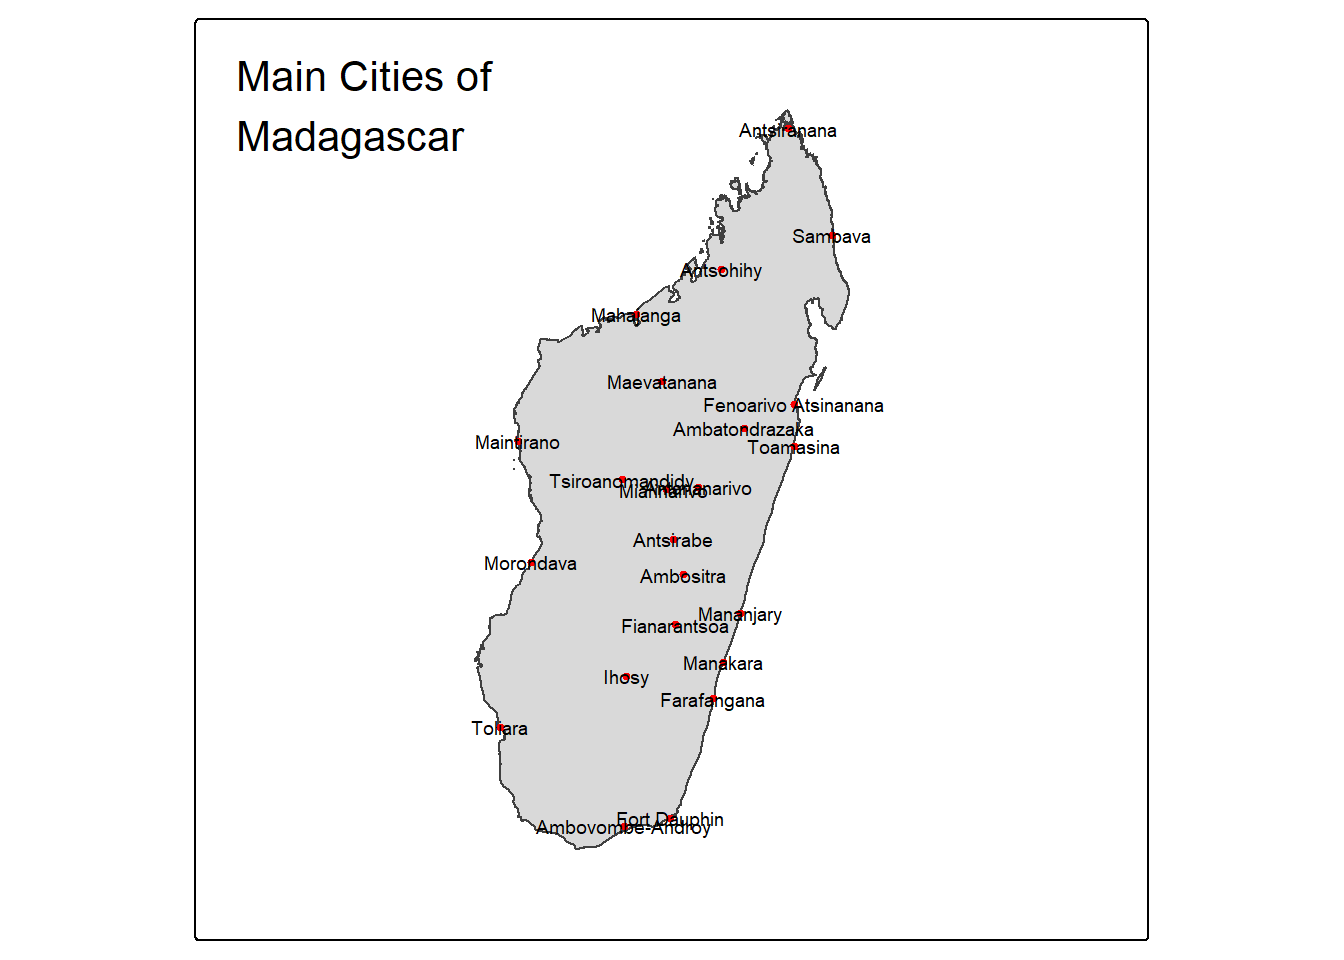 Main Cities of
Madagascar
Antsiranana
Sambava
Antsohihy
Mahajanga
Maevatanana
Fenoarivo Atsinanana
Ambatondrazaka
Maintirano
Toamasina
Tsiroanomandidy
Antananarivo
Miarinarivo
Antsirabe
Morondava
Ambositra
Mananjary
Fianarantsoa
Manakara
Ihosy
Farafangana
Toliara
Fort Dauphin
Ambovombe-Androy